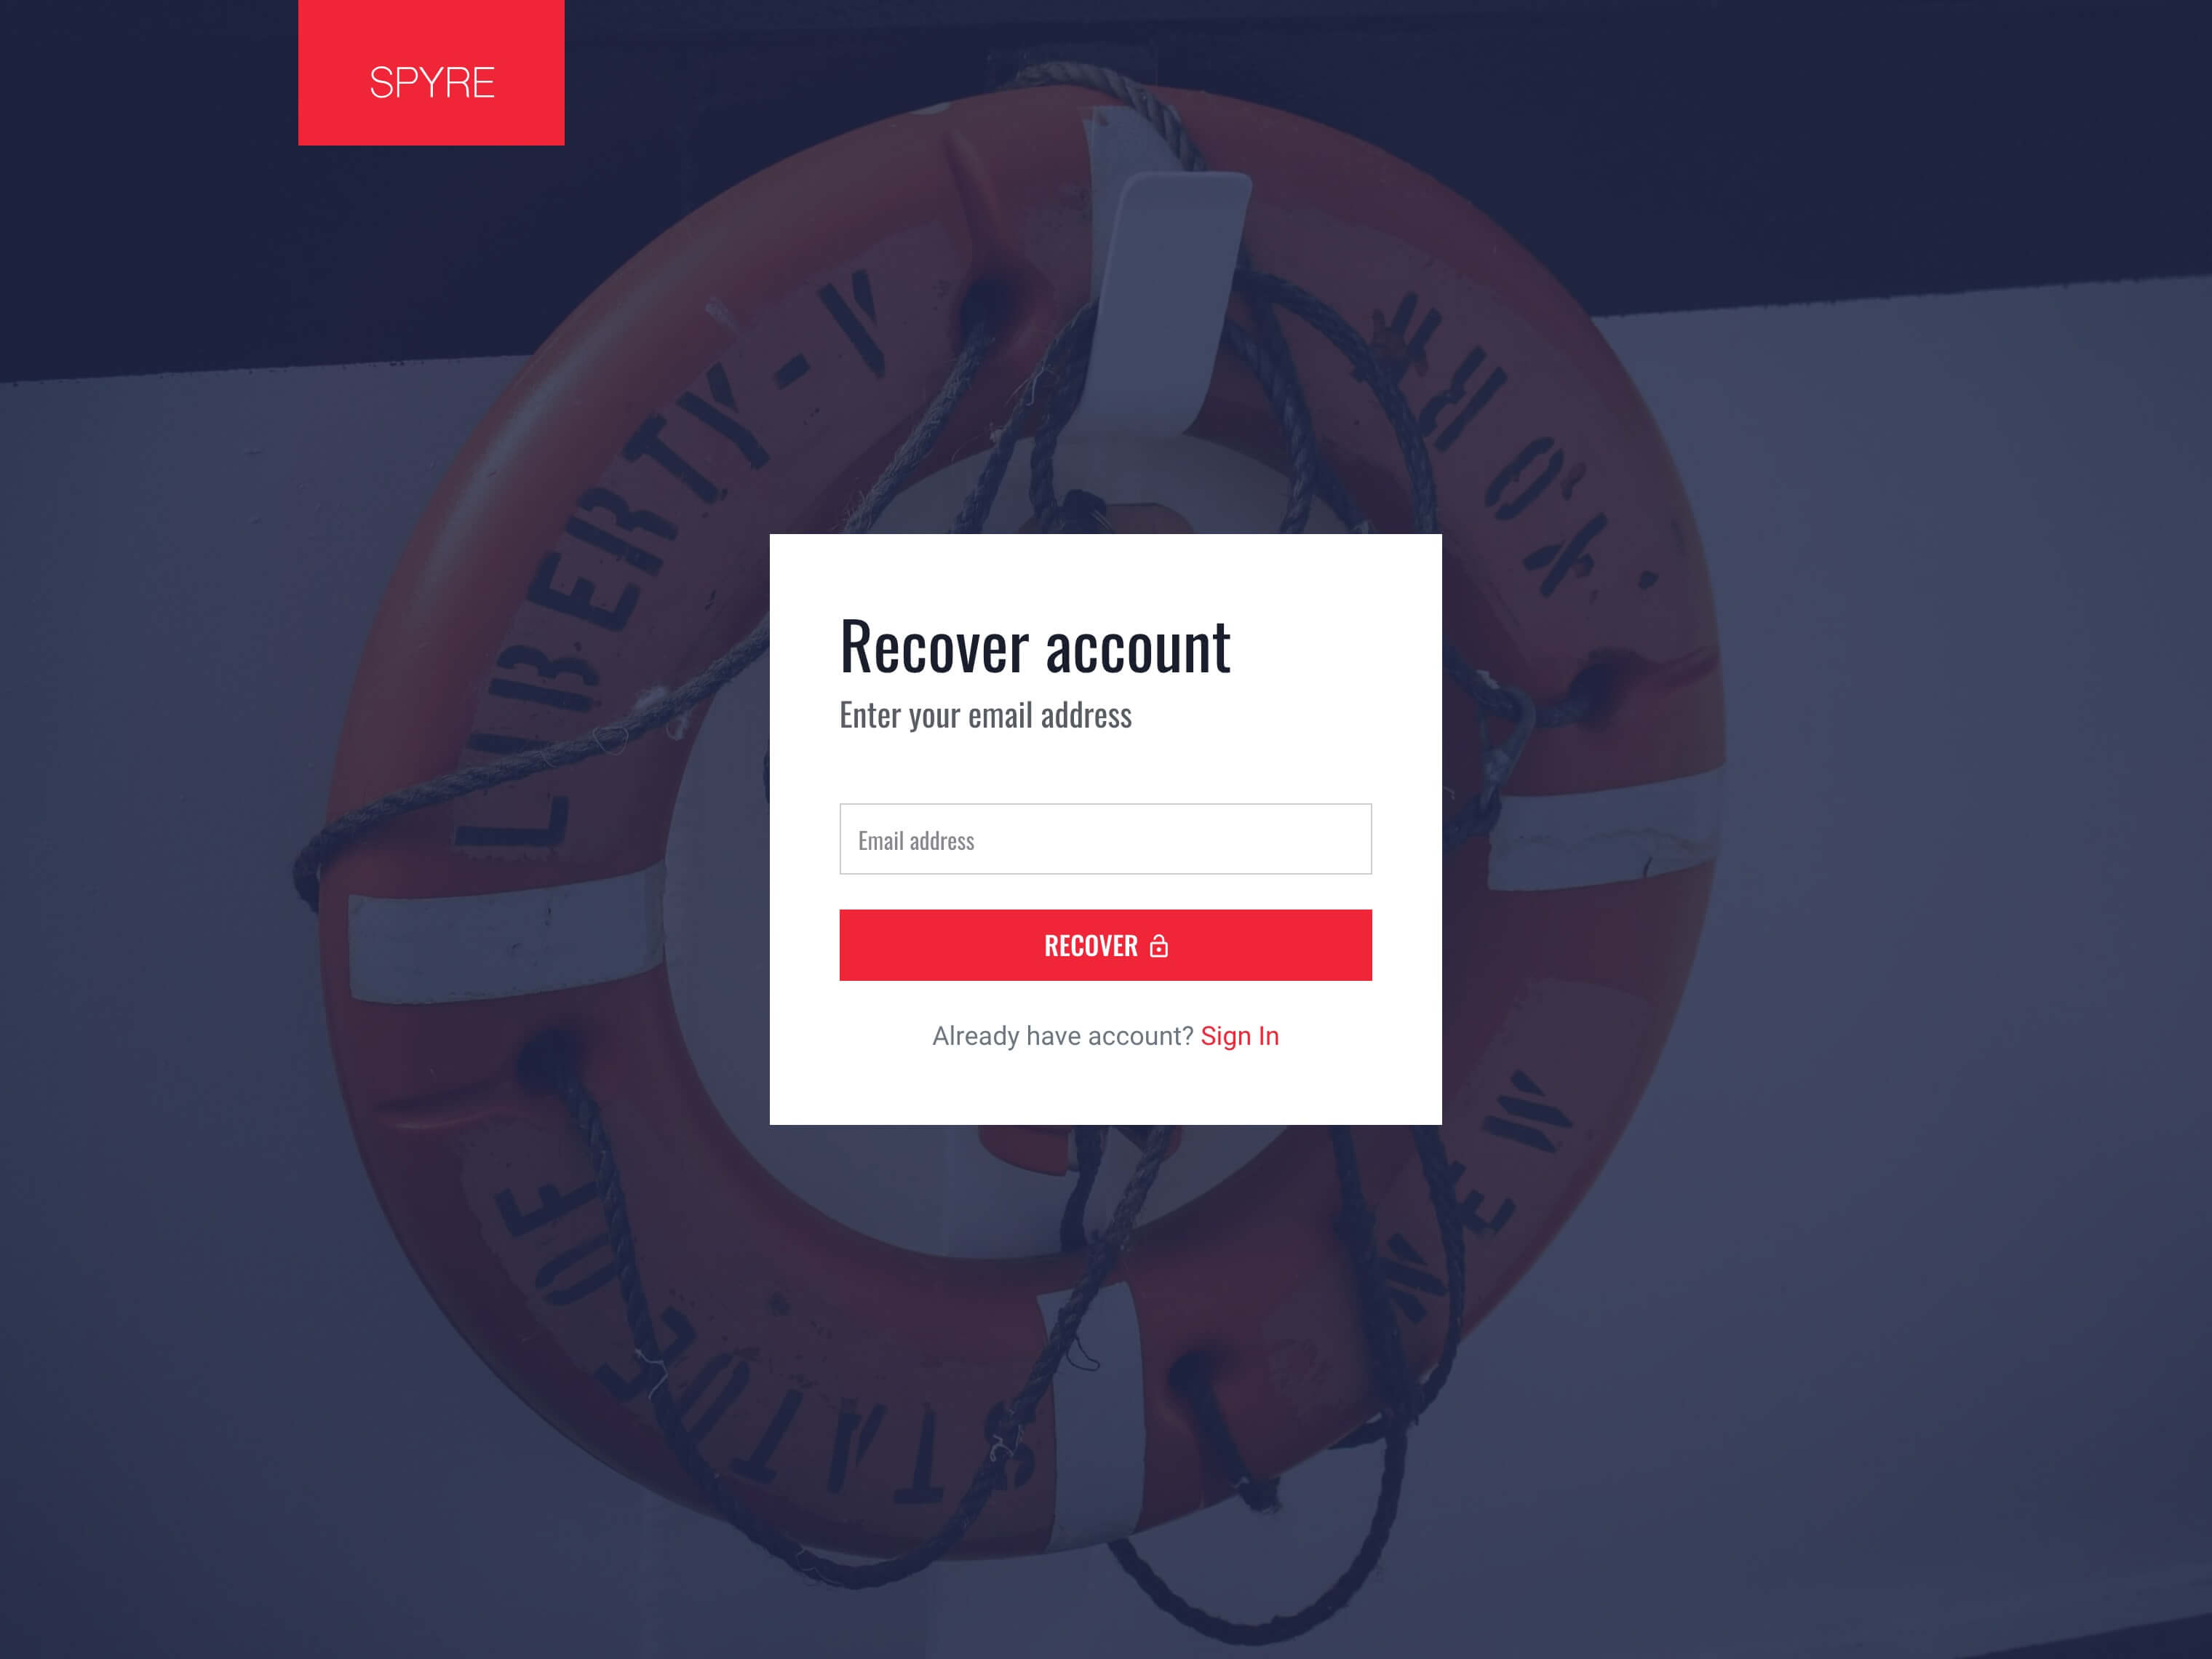 SPYRE
LIBERTY-V
YORK
Recover account
Enter your email address
Email address
RECOVER
Already have account? Sign In
STATUE OF
NEW